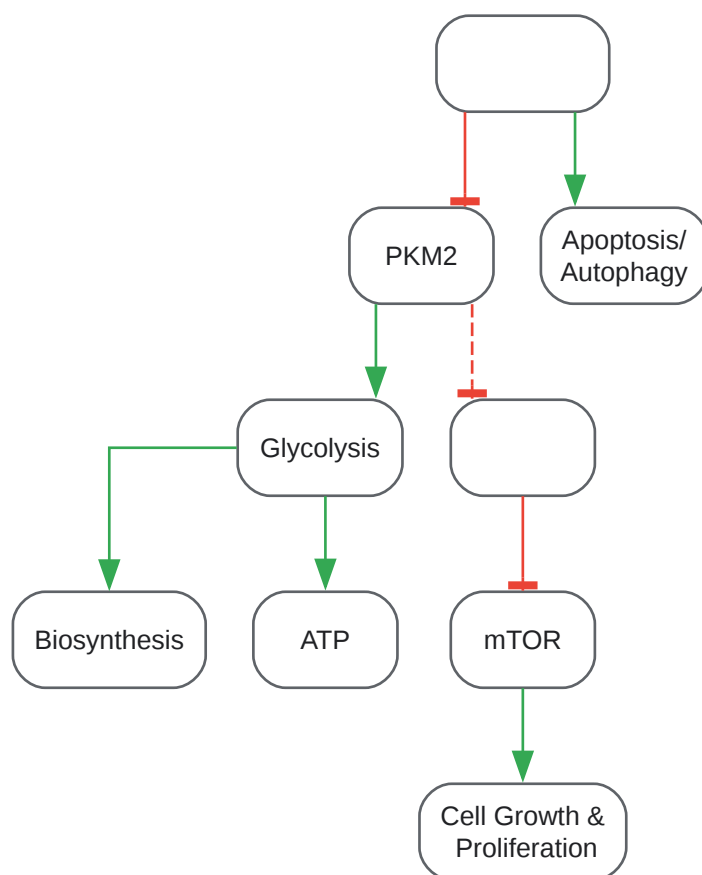 PKM2
Apoptosis/
Autophagy
Glycolysis
Biosynthesis
ATP
mTOR
Cell Growth &
Proliferation